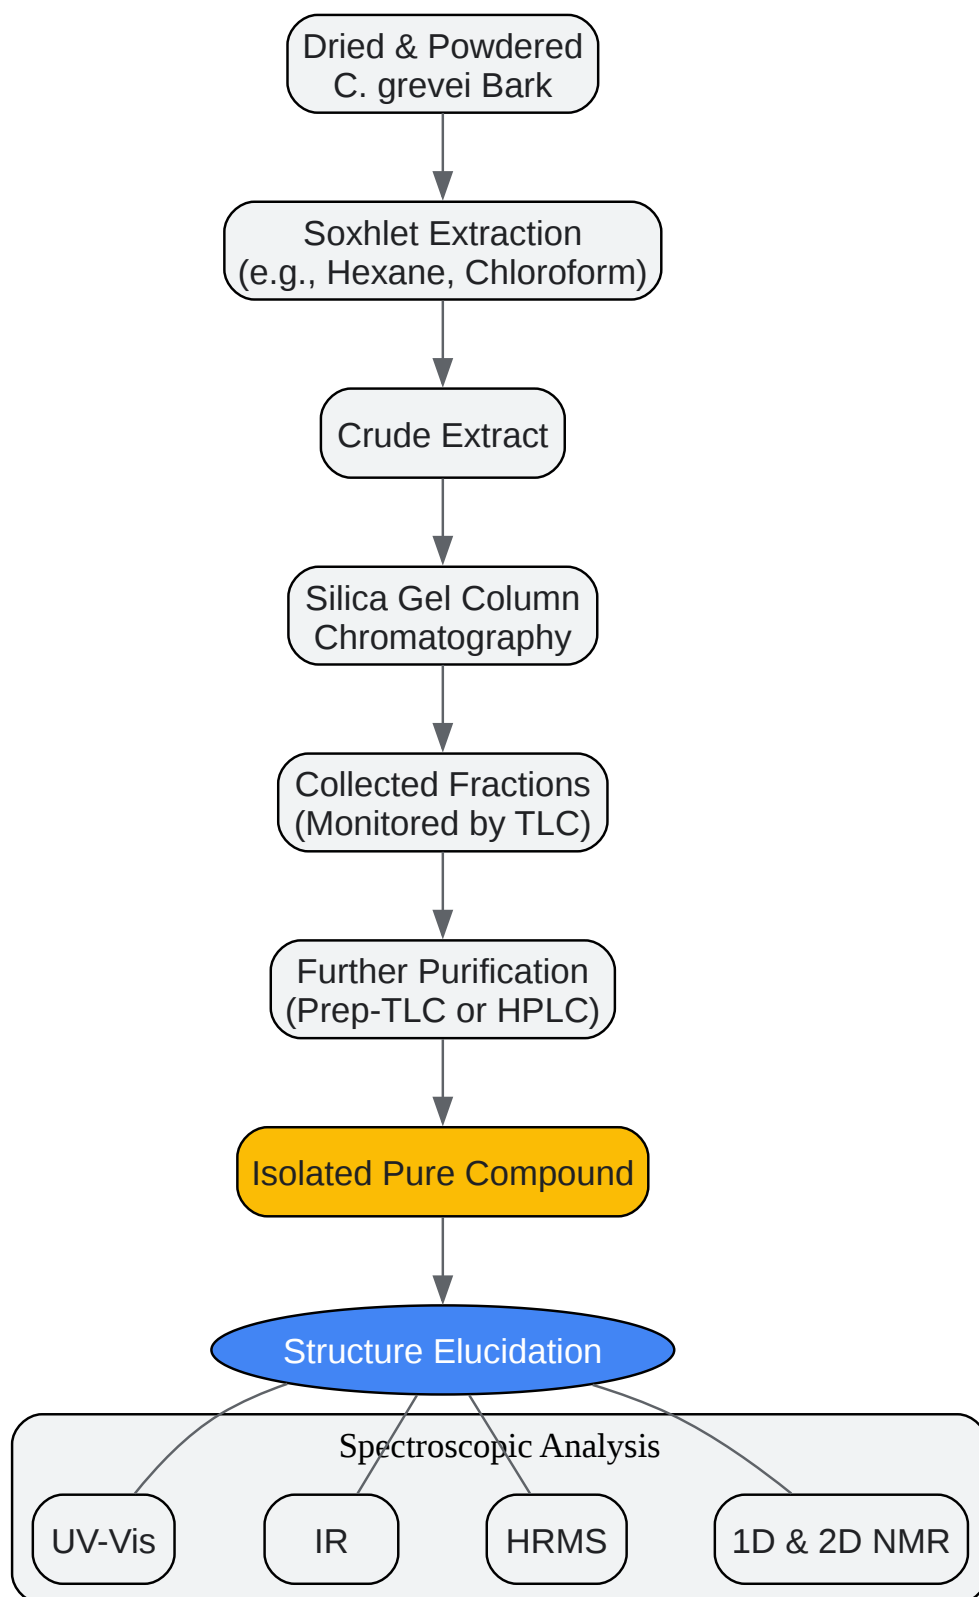 Dried & Powdered
C. grevei Bark
Soxhlet Extraction
(e.g., Hexane, Chloroform)
Crude Extract
Silica Gel Column
Chromatography
Collected Fractions
(Monitored by TLC)
Further Purification
(Prep-TLC or HPLC)
Isolated Pure Compound
Structure Elucidation
Spectroscopic Analysis
UV-Vis
IR
HRMS
1D & 2D NMR